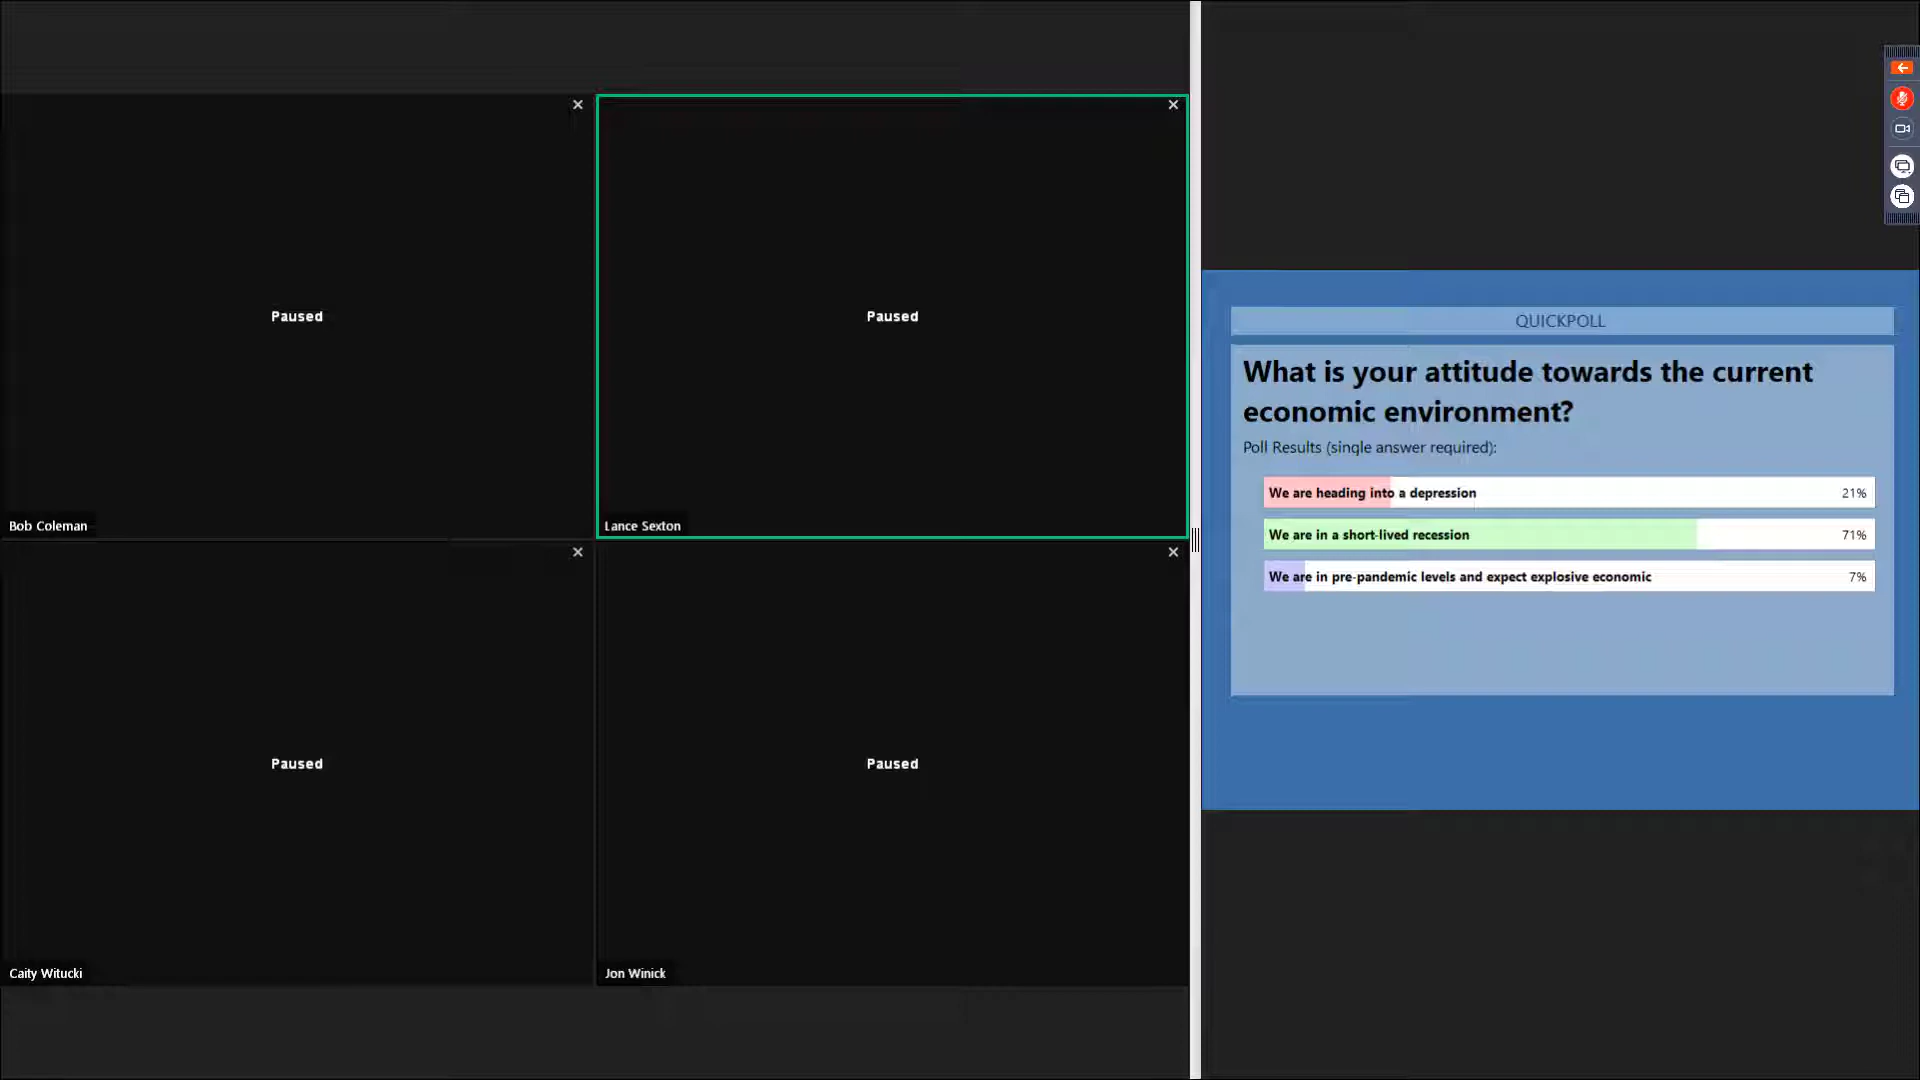 Paused
Bob Coleman
Paused
Lance Sexton
Paused
Caity Witucki
Paused
Jon Winick
QUICKPOLL
What is your attitude towards the current
economic environment?
Poll Results (single answer required):
We are heading into a depression 21%
We are in a short-lived recession 71%
We are in pre-pandemic levels and expect explosive economic 7%